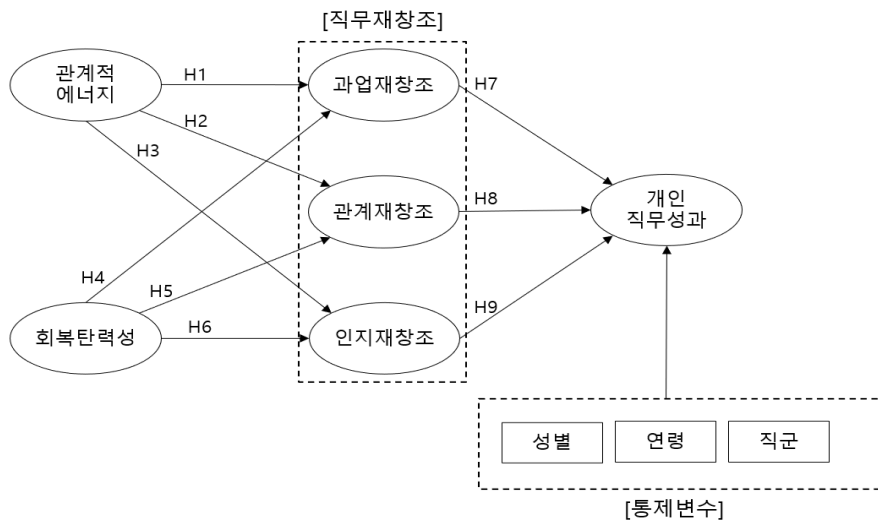 [직무재창조]
관계적
에너지
H1
과업재창조
H7
H2
H3
관계재창조
H8
개인
직무성과
H4
H5
H9
회복탄력성
H6
인지재창조
성별
연령
직군
[통제변수]